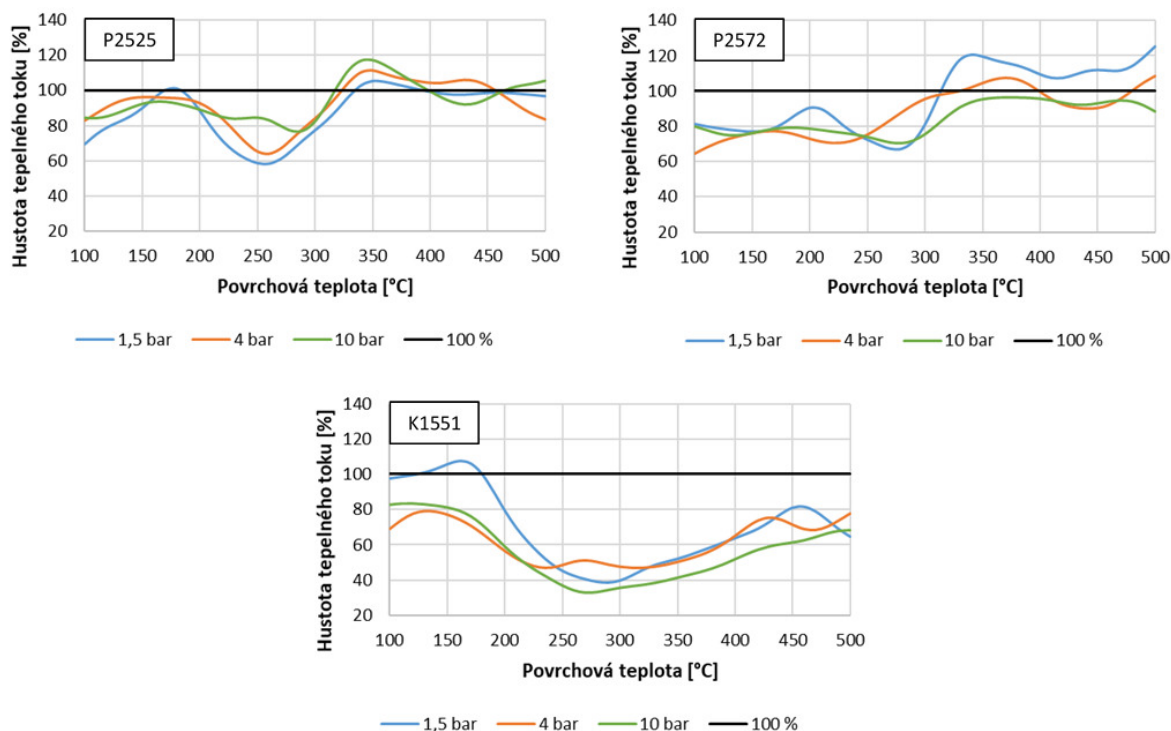 P2525
Hustota tepelného toku [%]
140
120
100
80
60
40
20
100 150 200 250 300 350 400 450 500
Povrchová teplota [°C]
1,5 bar 4 bar 10 bar 100 %
P2572
Hustota tepelného toku [%]
140
120
100
80
60
40
20
100 150 200 250 300 350 400 450 500
Povrchová teplota [°C]
1,5 bar 4 bar 10 bar 100 %
K1551
Hustota tepelného toku [%]
140
120
100
80
60
40
20
100 150 200 250 300 350 400 450 500
Povrchová teplota [°C]
1,5 bar 4 bar 10 bar 100 %